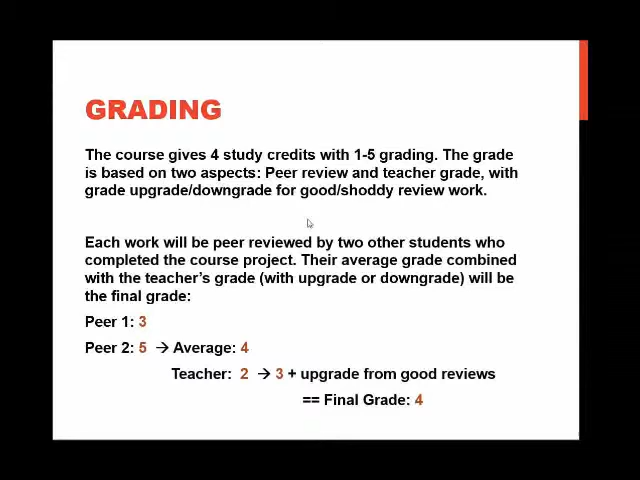 GRADING
The course gives 4 study credits with 1-5 grading. The grade
is based on two aspects: Peer review and teacher grade, with
grade upgrade/downgrade for good/shoddy review work.
Each work will be peer reviewed by two other students who
completed the course project. Their average grade combined
with the teacher's grade (with upgrade or downgrade) will be
the final grade:
Peer 1: 3
Peer 2: 5 → Average: 4
Teacher: 2 → 3 + upgrade from good reviews
== Final Grade: 4